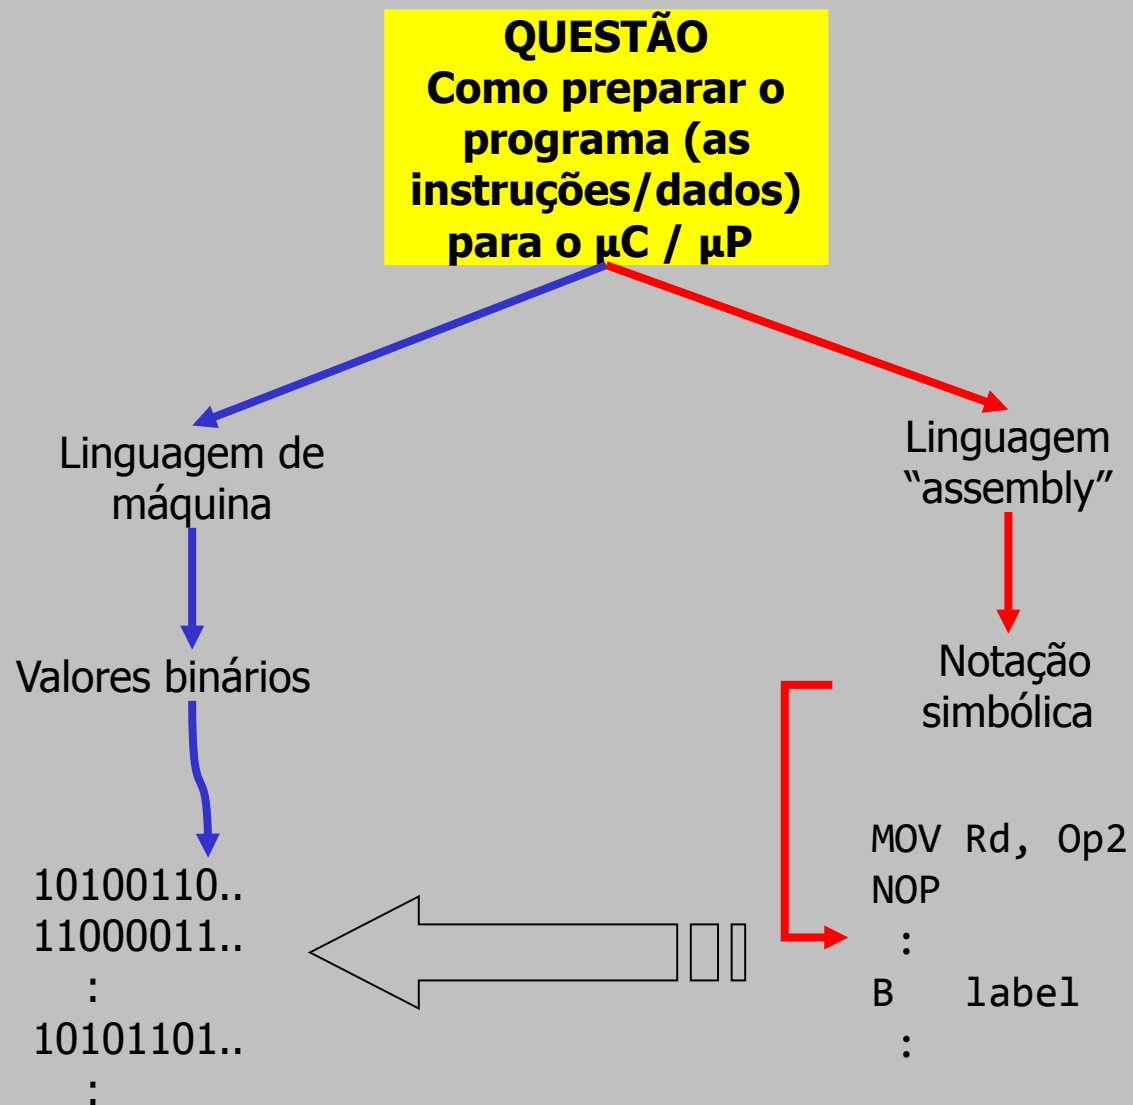 QUESTÃO
Como preparar o
programa (as
instruções/dados)
para o µC / µP
Linguagem de
máquina
Linguagem
“assembly”
Valores binários
Notação
simbólica
10100110..
11000011..
:
10101101..
:
MOV Rd, Op2
NOP
:
B label
: